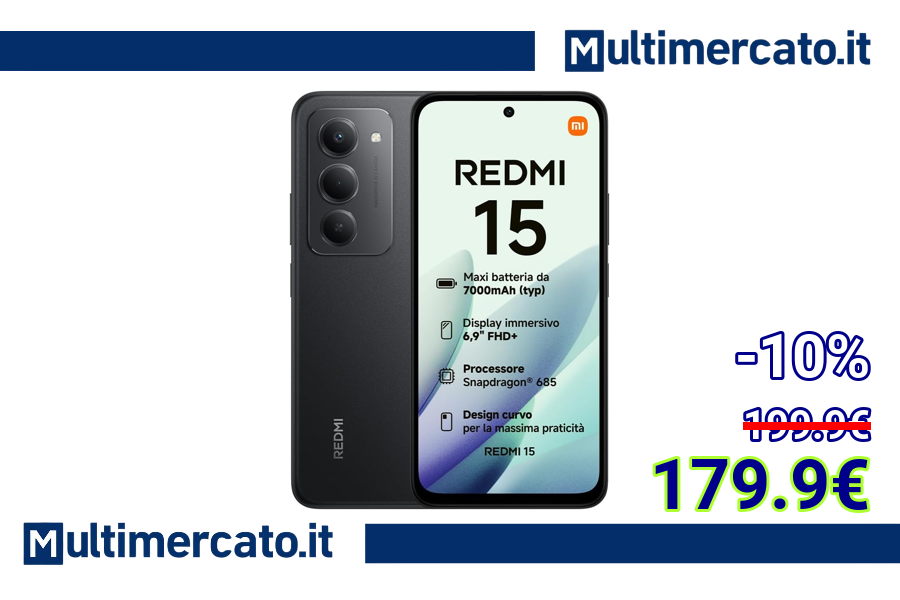 Multimercato.it
REDMI
15
Maxi batteria da
7000mAh (typ)
Display immersivo
6,9" FHD+
Processore
Snapdragon® 685
Design curvo
per la massima praticità
REDMI 15
REDMI
-10%
199.9€
179.9€
Multimercato.it